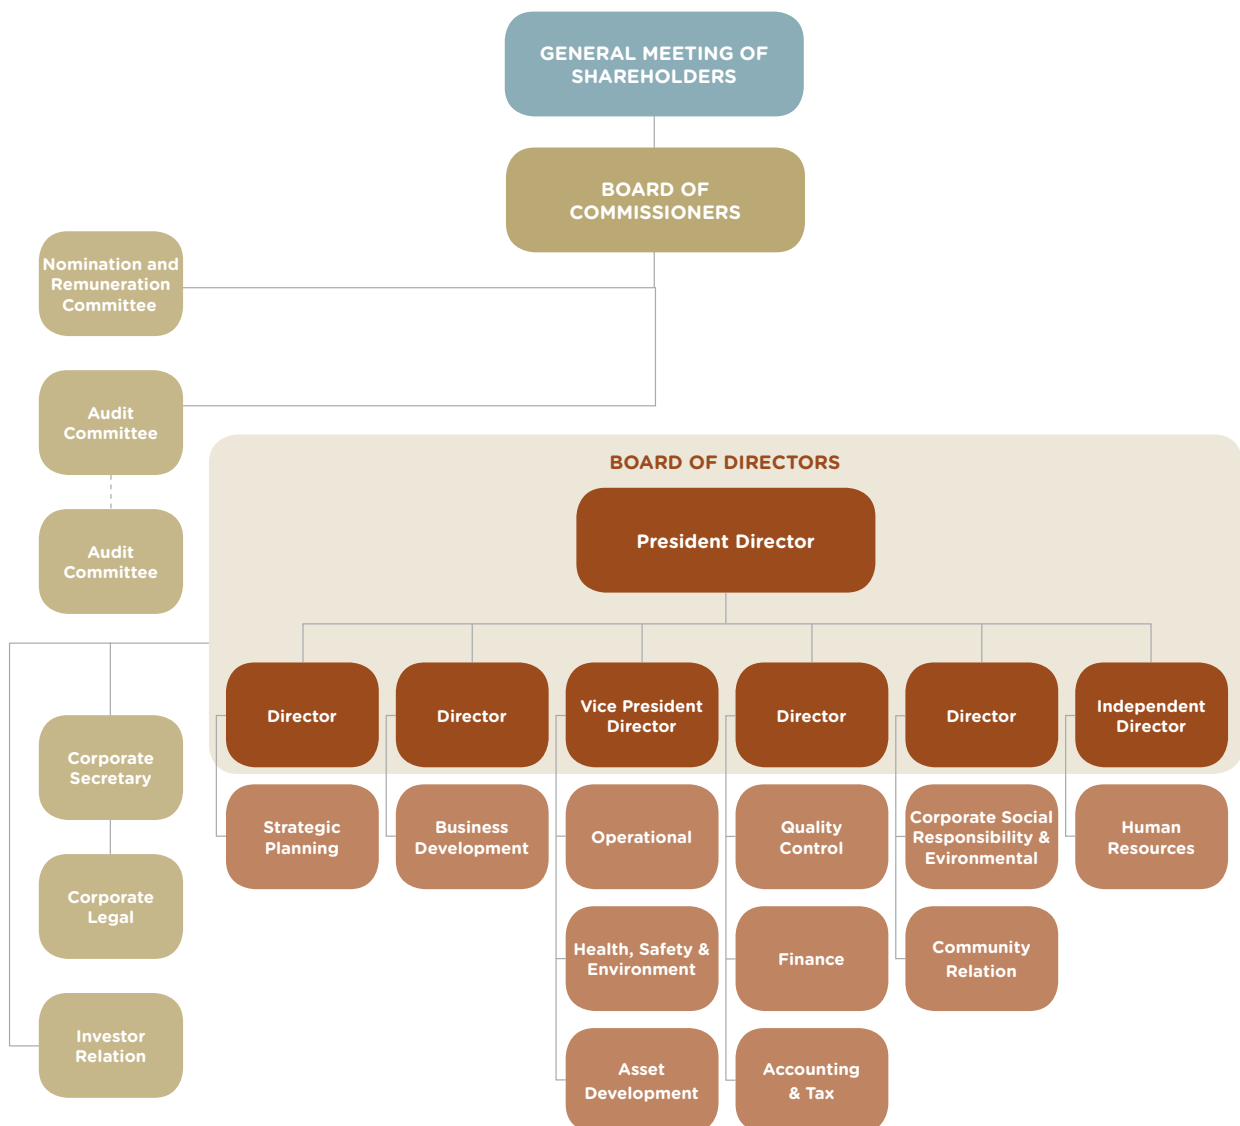 GENERAL MEETING OF
SHAREHOLDERS
BOARD OF
COMMISSIONERS
Nomination and
Remuneration
Committee
Audit
Committee
Audit
Committee
BOARD OF DIRECTORS
President Director
Director
Director
Vice President
Director
Director
Director
Independent
Director
Corporate
Secretary
Strategic
Planning
Business
Development
Operational
Quality
Control
Corporate Social
Responsibility &
Evironmental
Human
Resources
Corporate
Legal
Health, Safety &
Environment
Finance
Community
Relation
Investor
Relation
Asset
Development
Accounting
& Tax